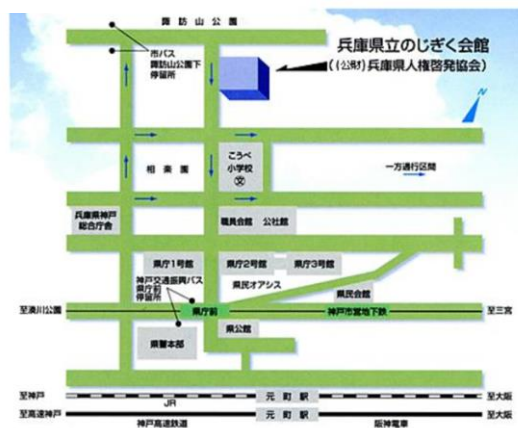 諏訪山公園
兵庫県立のじぎく会館
((公財)兵庫県人権啓発協会)
市バス
諏訪山公園下
停留所
N
相楽園
こうべ
小学校
文
一方通行区間
兵庫県神戸
総合庁舎
職員会館 公社館
県庁1号館
県庁2号館
県庁3号館
神戸交通振興バス
県庁前
停留所
県民オアシス
県民会館
至湊川公園
県庁前
神戸市営地下鉄
至三宮
県警本部
県公館
至神戸
JR
元町駅
至大阪
至高速神戸
元町駅
至大阪
神戸高速鉄道
阪神電車